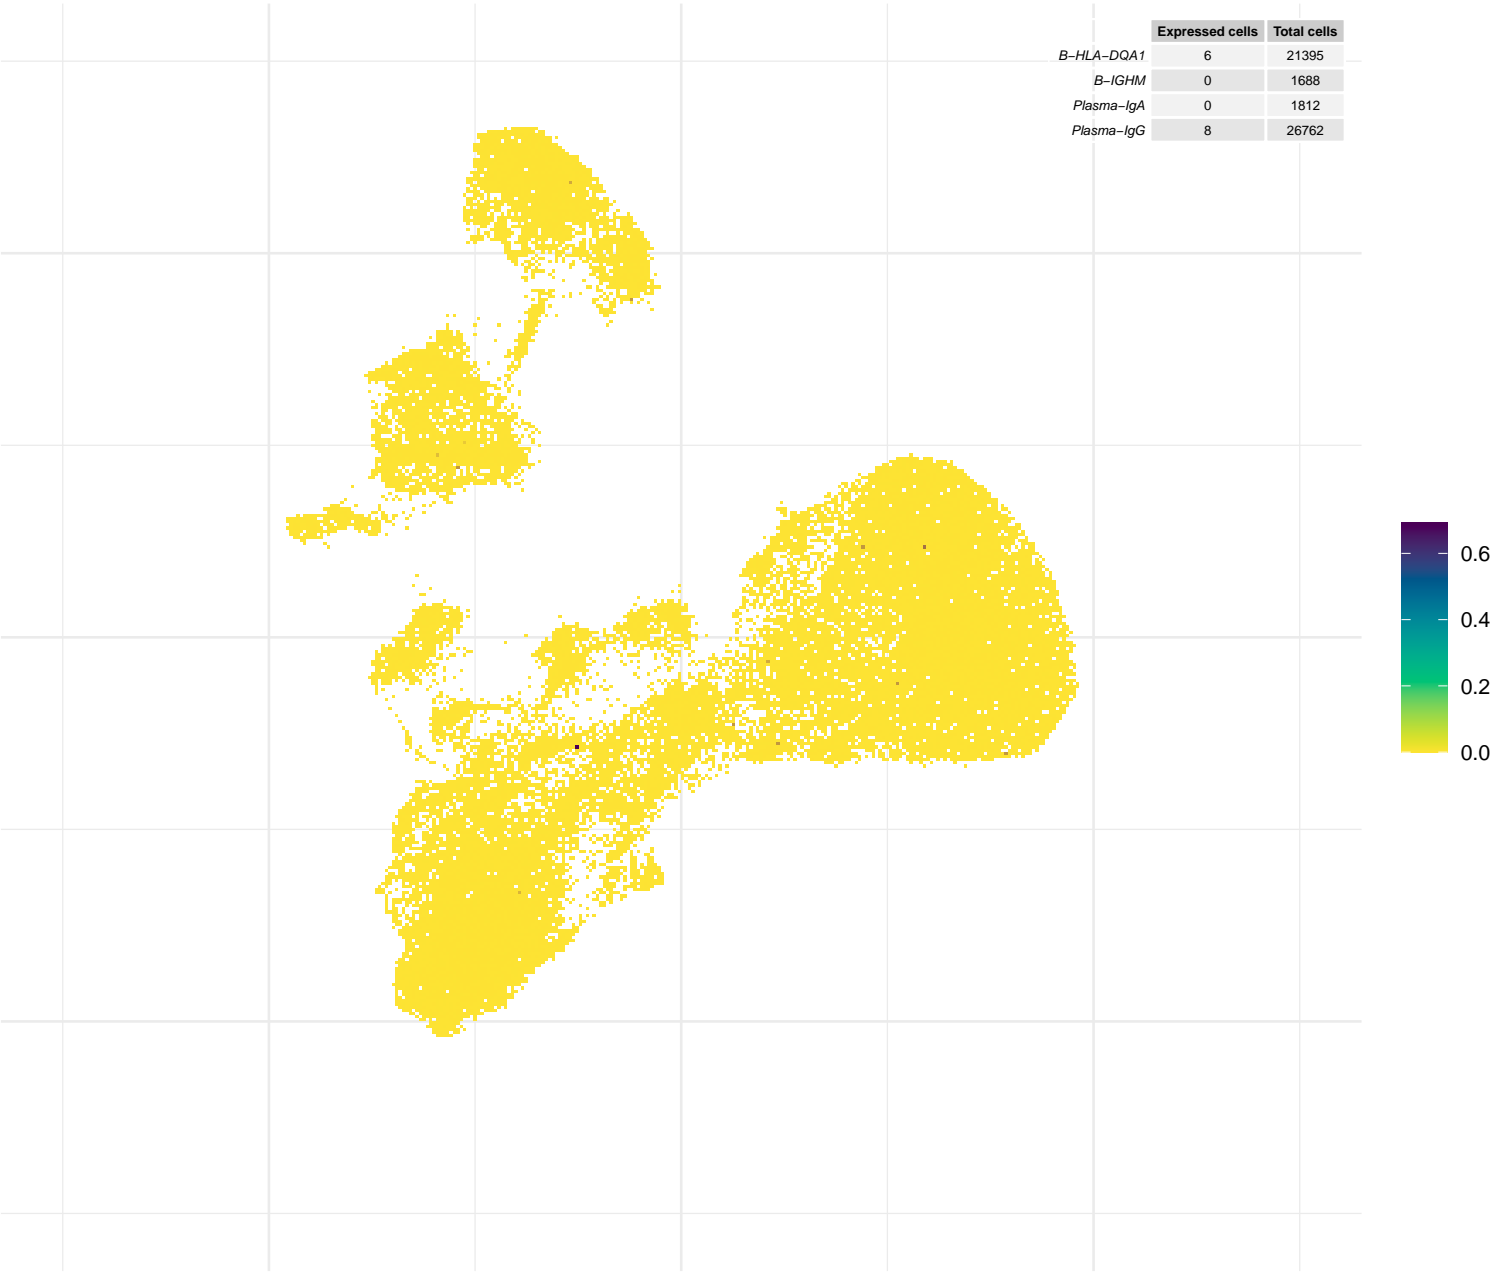 Expressed cells Total cells
B−HLA−DQA1 6 21395
B−IGHM 0 1688
Plasma−IgA 0 1812
Plasma−IgG 8 26762
0.6
0.4
0.2
0.0